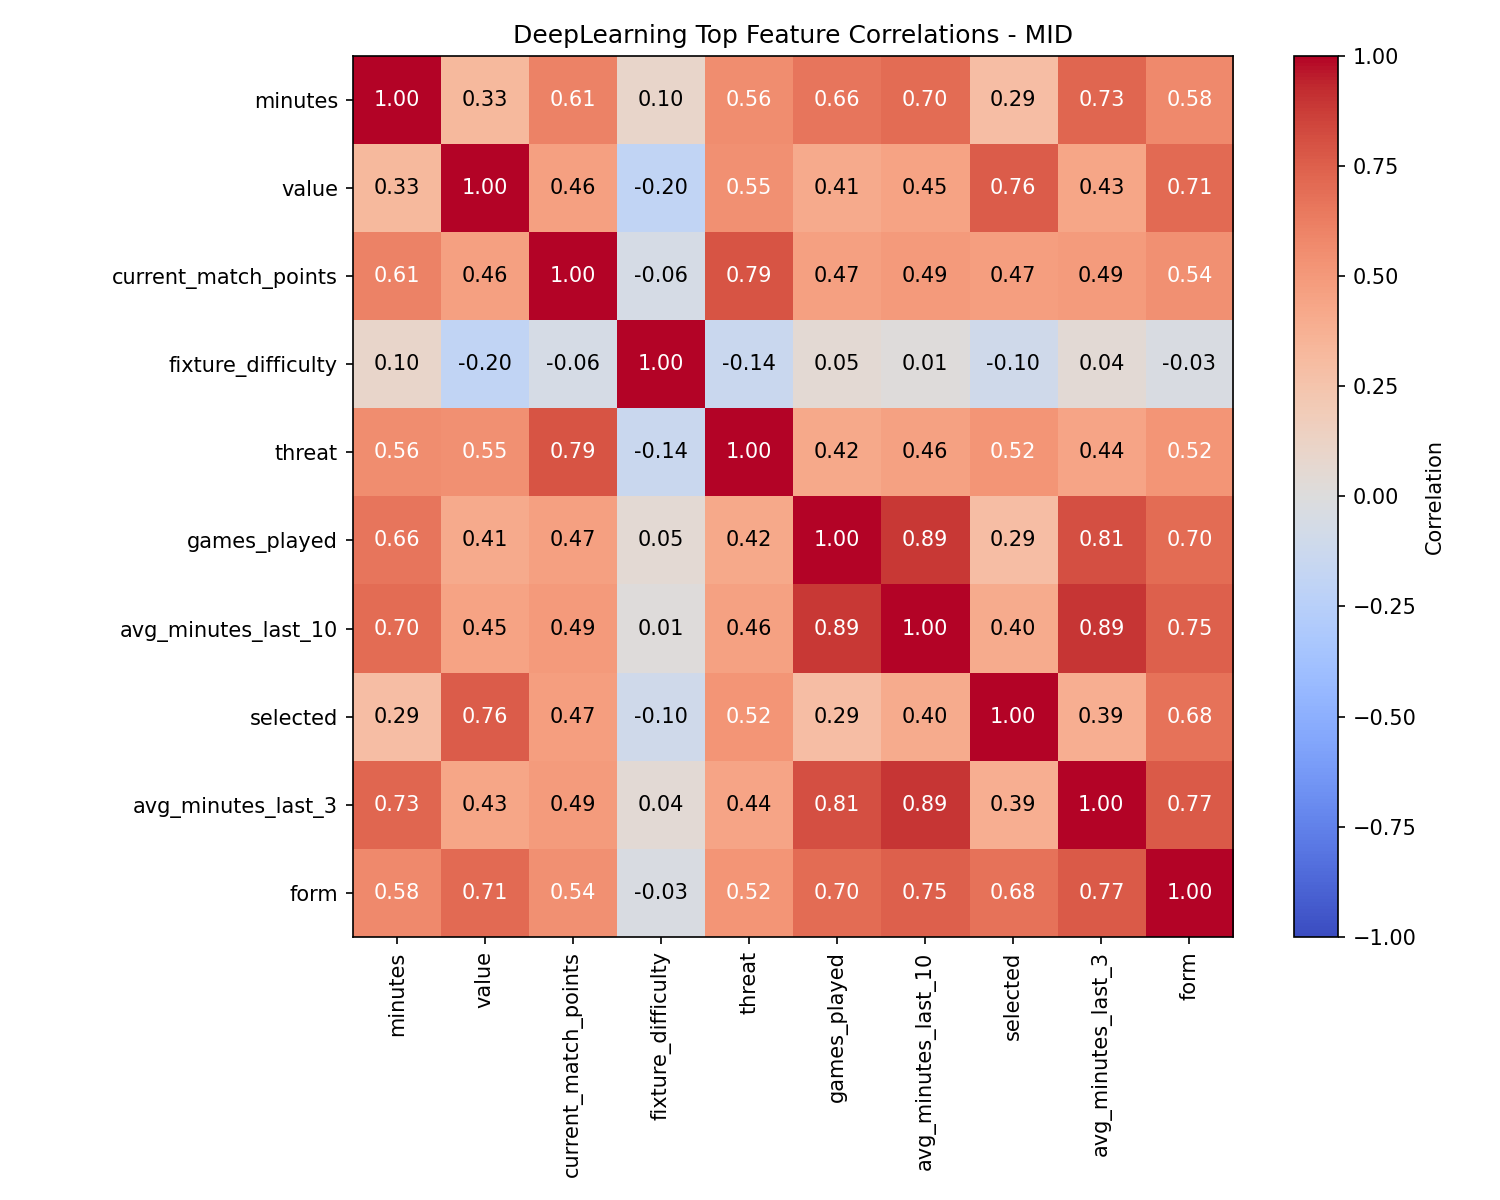 DeepLearning Top Feature Correlations - MID
minutes 1.00 0.33 0.61 0.10 0.56 0.66 0.70 0.29 0.73 0.58
value 0.33 1.00 0.46 -0.20 0.55 0.41 0.45 0.76 0.43 0.71
current_match_points 0.61 0.46 1.00 -0.06 0.79 0.47 0.49 0.47 0.49 0.54
fixture_difficulty 0.10 -0.20 -0.06 1.00 -0.14 0.05 0.01 -0.10 0.04 -0.03
threat 0.56 0.55 0.79 -0.14 1.00 0.42 0.46 0.52 0.44 0.52
games_played 0.66 0.41 0.47 0.05 0.42 1.00 0.89 0.29 0.81 0.70
avg_minutes_last_10 0.70 0.45 0.49 0.01 0.46 0.89 1.00 0.40 0.89 0.75
selected 0.29 0.76 0.47 -0.10 0.52 0.29 0.40 1.00 0.39 0.68
avg_minutes_last_3 0.73 0.43 0.49 0.04 0.44 0.81 0.89 0.39 1.00 0.77
form 0.58 0.71 0.54 -0.03 0.52 0.70 0.75 0.68 0.77 1.00
minutes
value
current_match_points
fixture_difficulty
threat
games_played
avg_minutes_last_10
selected
avg_minutes_last_3
form
1.00
0.75
0.50
0.25
0.00
−0.25
−0.50
−0.75
−1.00
Correlation